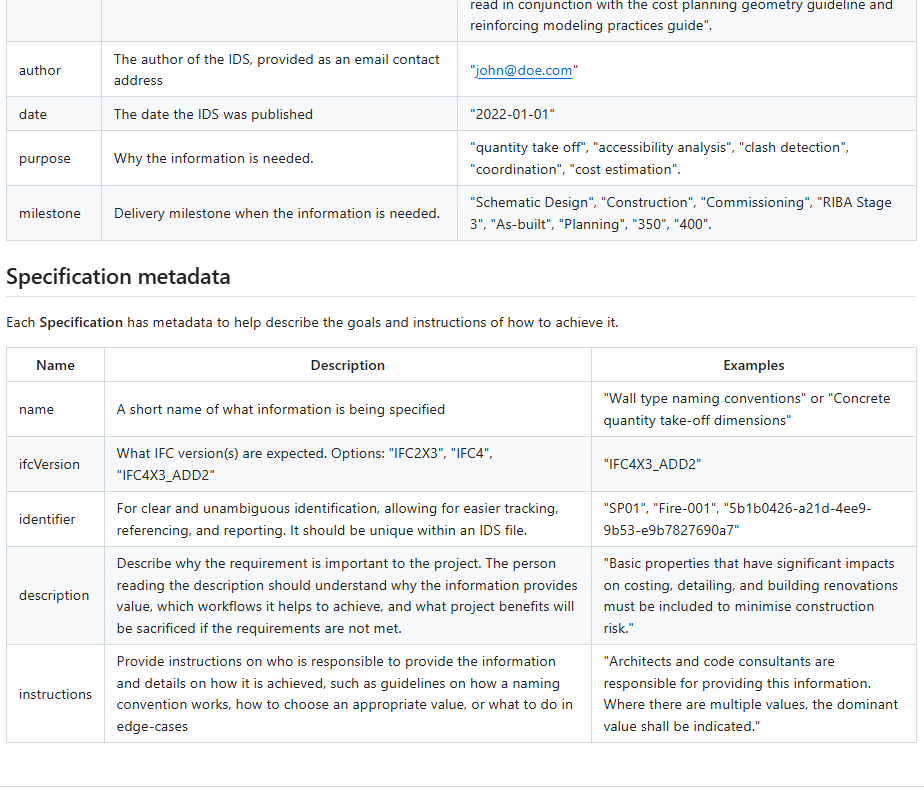 read in conjunction with the cost planning geometry guideline and
reinforcing modeling practices guide".
author
The author of the IDS, provided as an email contact
address
"john@doe.com"
date
The date the IDS was published
"2022-01-01"
purpose
Why the information is needed.
"quantity take off", "accessibility analysis", "clash detection",
"coordination", "cost estimation".
milestone
Delivery milestone when the information is needed.
"Schematic Design", "Construction", "Commissioning", "RIBA Stage
3", "As-built", "Planning", "350", "400".
Specification metadata
Each Specification has metadata to help describe the goals and instructions of how to achieve it.
Name
Description
Examples
name
A short name of what information is being specified
"Wall type naming conventions" or "Concrete
quantity take-off dimensions"
ifcVersion
What IFC version(s) are expected. Options: "IFC2X3", "IFC4",
"IFC4X3_ADD2"
"IFC4X3_ADD2"
identifier
For clear and unambiguous identification, allowing for easier tracking,
referencing, and reporting. It should be unique within an IDS file.
"SP01", "Fire-001", "5b1b0426-a21d-4ee9-
9b53-e9b7827690a7"
description
Describe why the requirement is important to the project. The person
reading the description should understand why the information provides
value, which workflows it helps to achieve, and what project benefits will
be sacrificed if the requirements are not met.
"Basic properties that have significant impacts
on costing, detailing, and building renovations
must be included to minimise construction
risk."
instructions
Provide instructions on who is responsible to provide the information
and details on how it is achieved, such as guidelines on how a naming
convention works, how to choose an appropriate value, or what to do in
edge-cases
"Architects and code consultants are
responsible for providing this information.
Where there are multiple values, the dominant
value shall be indicated."